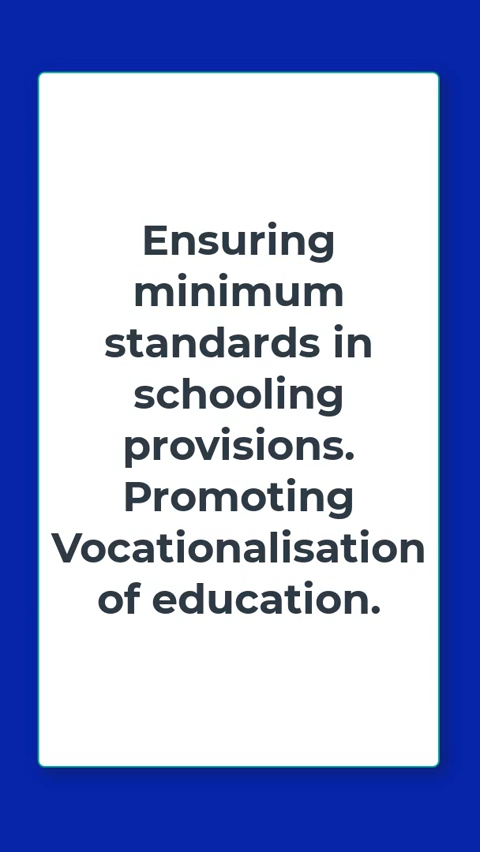 Ensuring
minimum
standards in
schooling
provisions.
Promoting
Vocationalisation
of education.